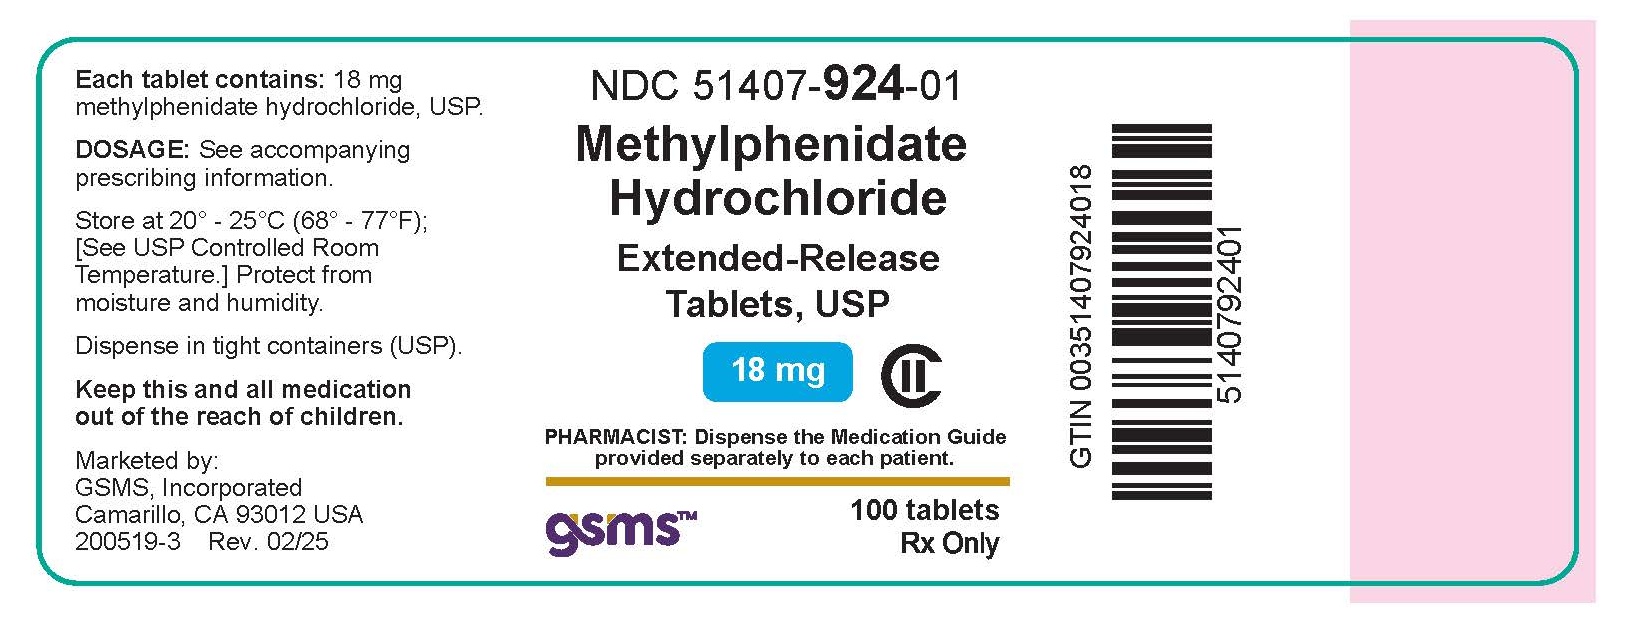 Each tablet contains: 18 mg
methylphenidate hydrochloride, USP.
DOSAGE: See accompanying
prescribing information.
Store at 20° - 25°C (68° - 77°F);
[See USP Controlled Room
Temperature.] Protect from
moisture and humidity.
Dispense in tight containers (USP).
Keep this and all medication
out of the reach of children.
Marketed by:
GSMS, Incorporated
Camarillo, CA 93012 USA
200519-3 Rev. 02/25
NDC 51407-924-01
Methylphenidate
Hydrochloride
Extended-Release
Tablets, USP
18 mg
CII
PHARMACIST: Dispense the Medication Guide
provided separately to each patient.
gsms™
100 tablets
Rx Only
GTIN 00351407924018
5140792401